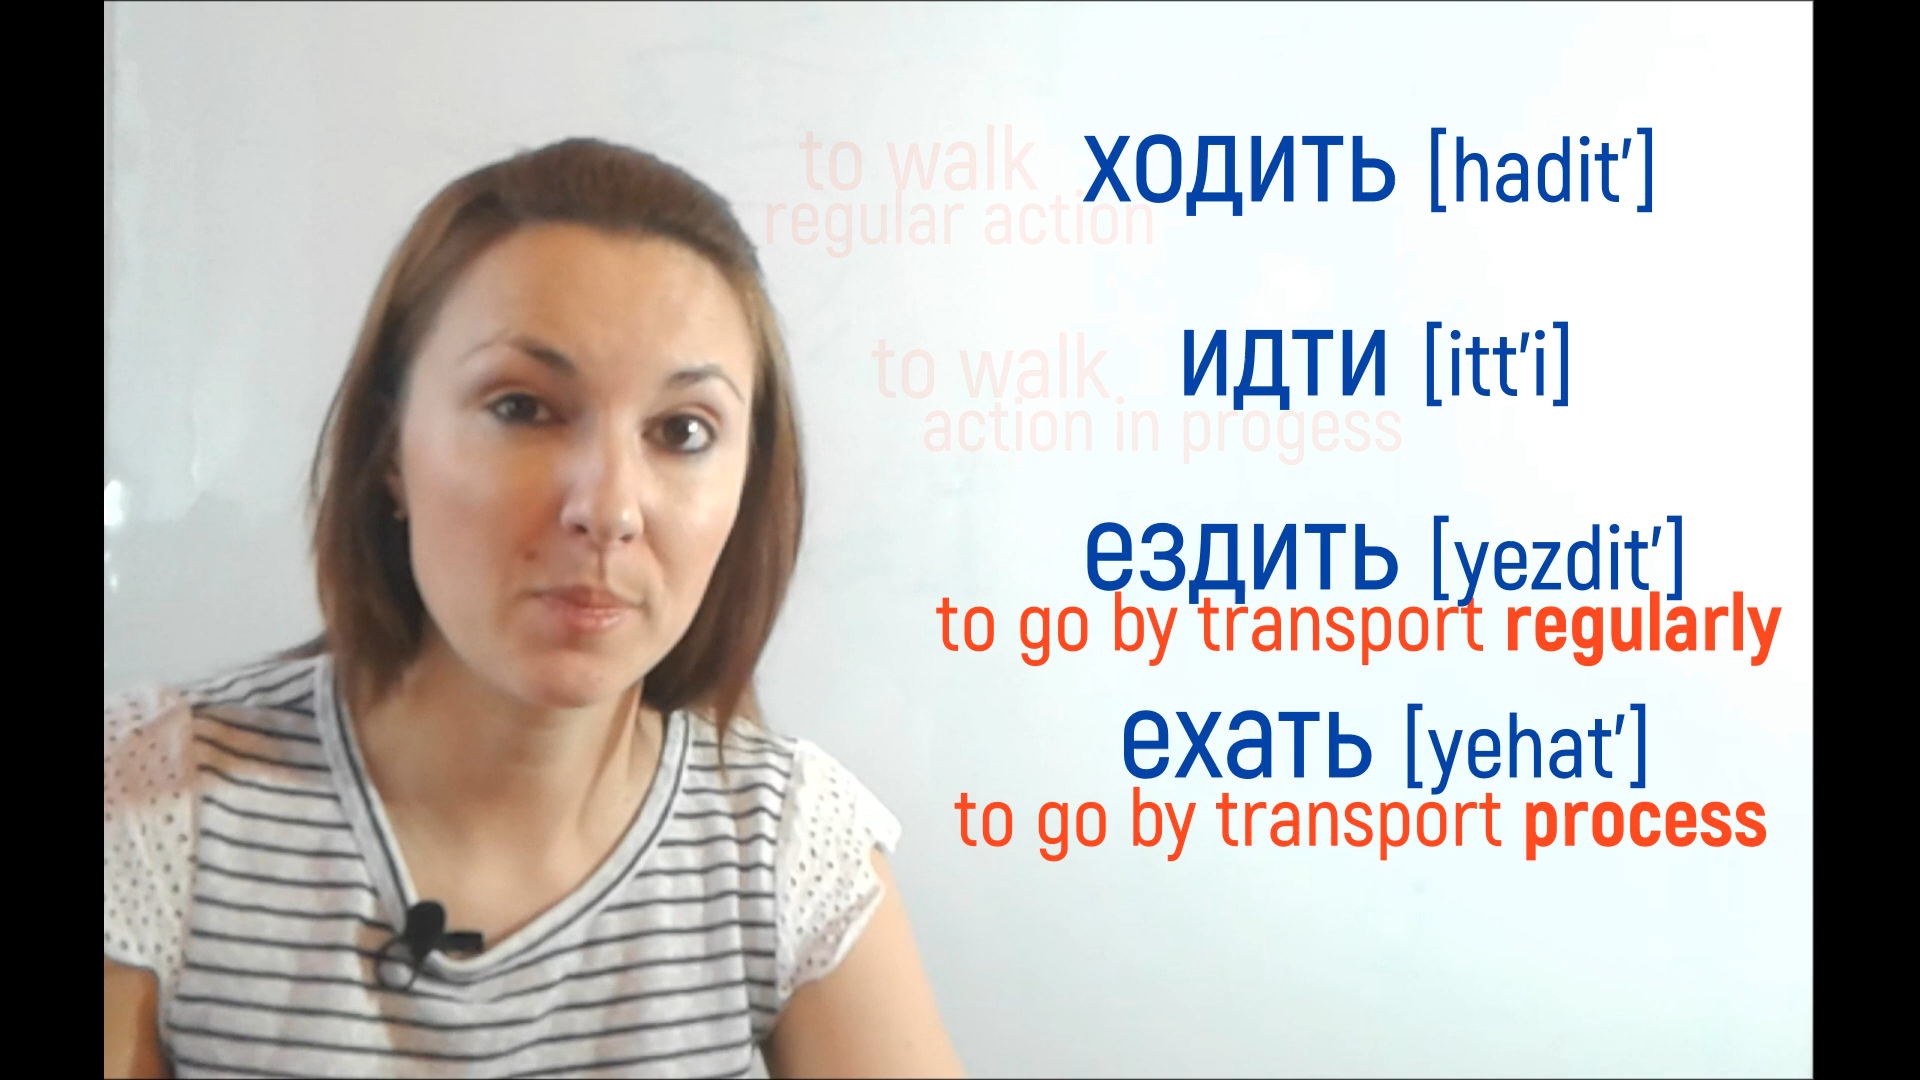 ходить [hadit']
to walk
regular action
идти [itt'i]
to walk
action in progess
ездить [yezdit']
to go by transport regularly
ехать [yehat']
to go by transport process